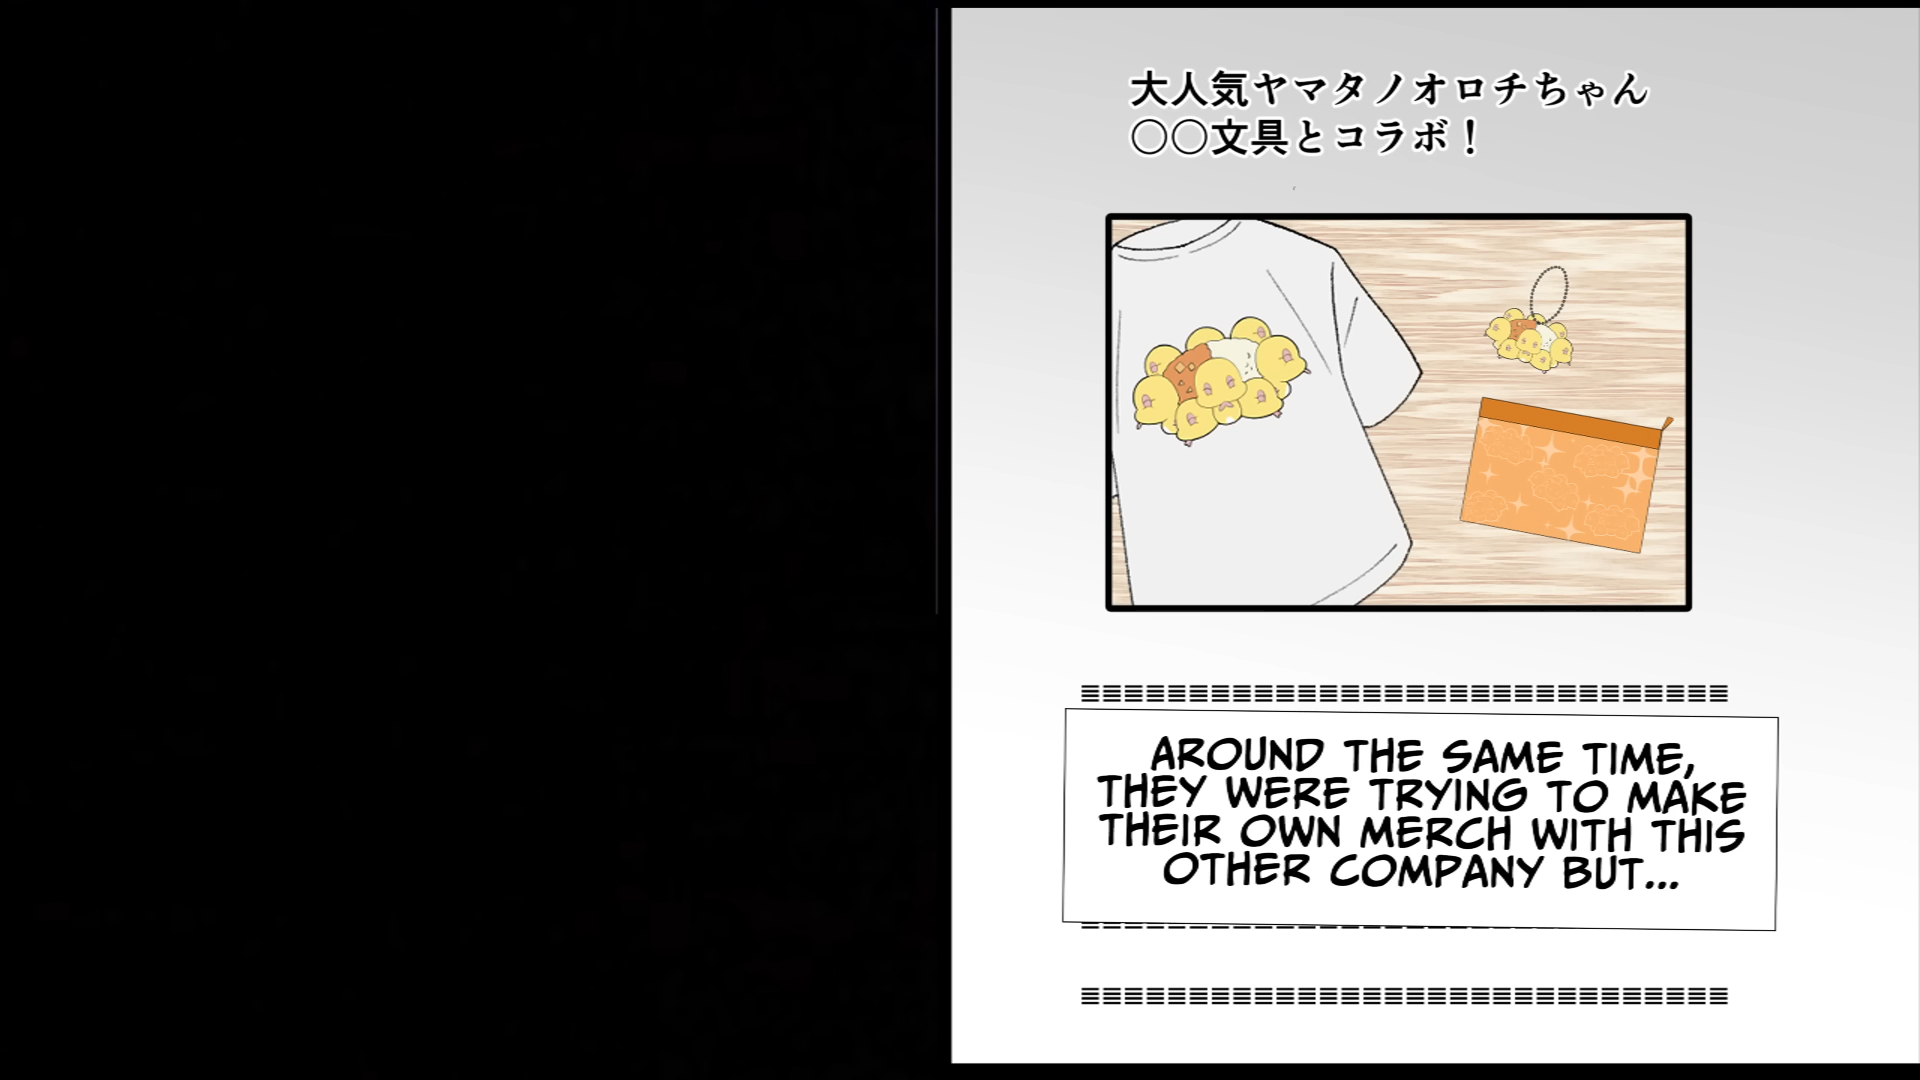 大人気ヤマタノオロチちゃん
○○文具とコラボ！
AROUND THE SAME TIME,
THEY WERE TRYING TO MAKE
THEIR OWN MERCH WITH THIS
OTHER COMPANY BUT...